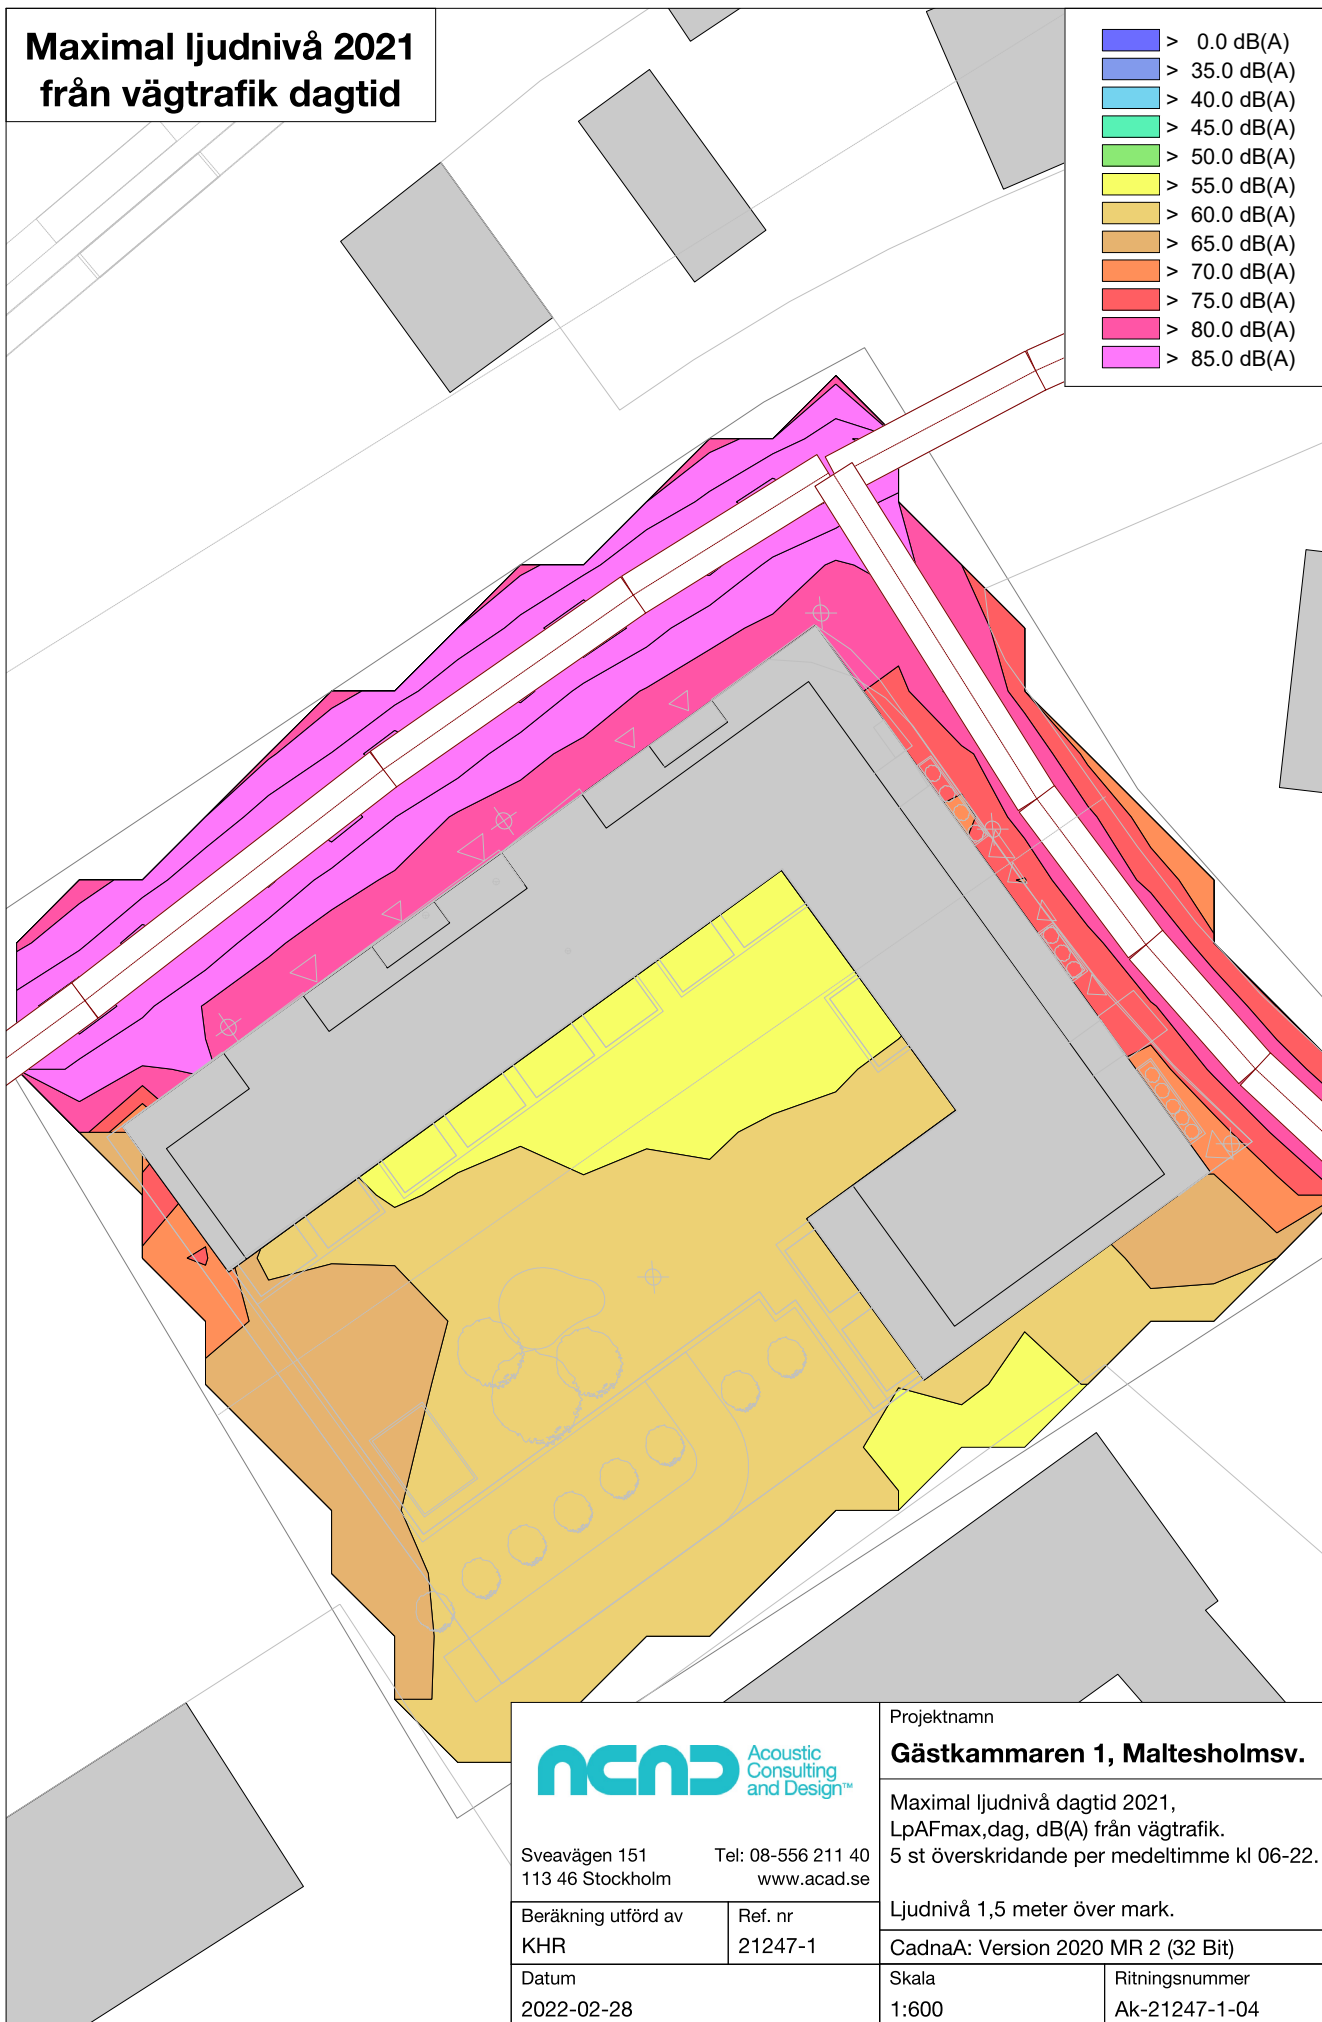 Maximal ljudnivå 2021
från vägtrafik dagtid
> 0.0 dB(A)
> 35.0 dB(A)
> 40.0 dB(A)
> 45.0 dB(A)
> 50.0 dB(A)
> 55.0 dB(A)
> 60.0 dB(A)
> 65.0 dB(A)
> 70.0 dB(A)
> 75.0 dB(A)
> 80.0 dB(A)
> 85.0 dB(A)
acad
Acoustic
Consulting
and Design™
Sveavägen 151
113 46 Stockholm
Tel: 08-556 211 40
www.acad.se
Projektnamn
Gästkammaren 1, Maltesholmsv.
Maximal ljudnivå dagtid 2021,
LpAFmax,dag, dB(A) från vägtrafik.
5 st överskridande per medeltimme kl 06-22.
Ljudnivå 1,5 meter över mark.
Beräkning utförd av
KHR
Ref. nr
21247-1
CadnaA: Version 2020 MR 2 (32 Bit)
Datum
2022-02-28
Skala
1:600
Ritningsnummer
Ak-21247-1-04